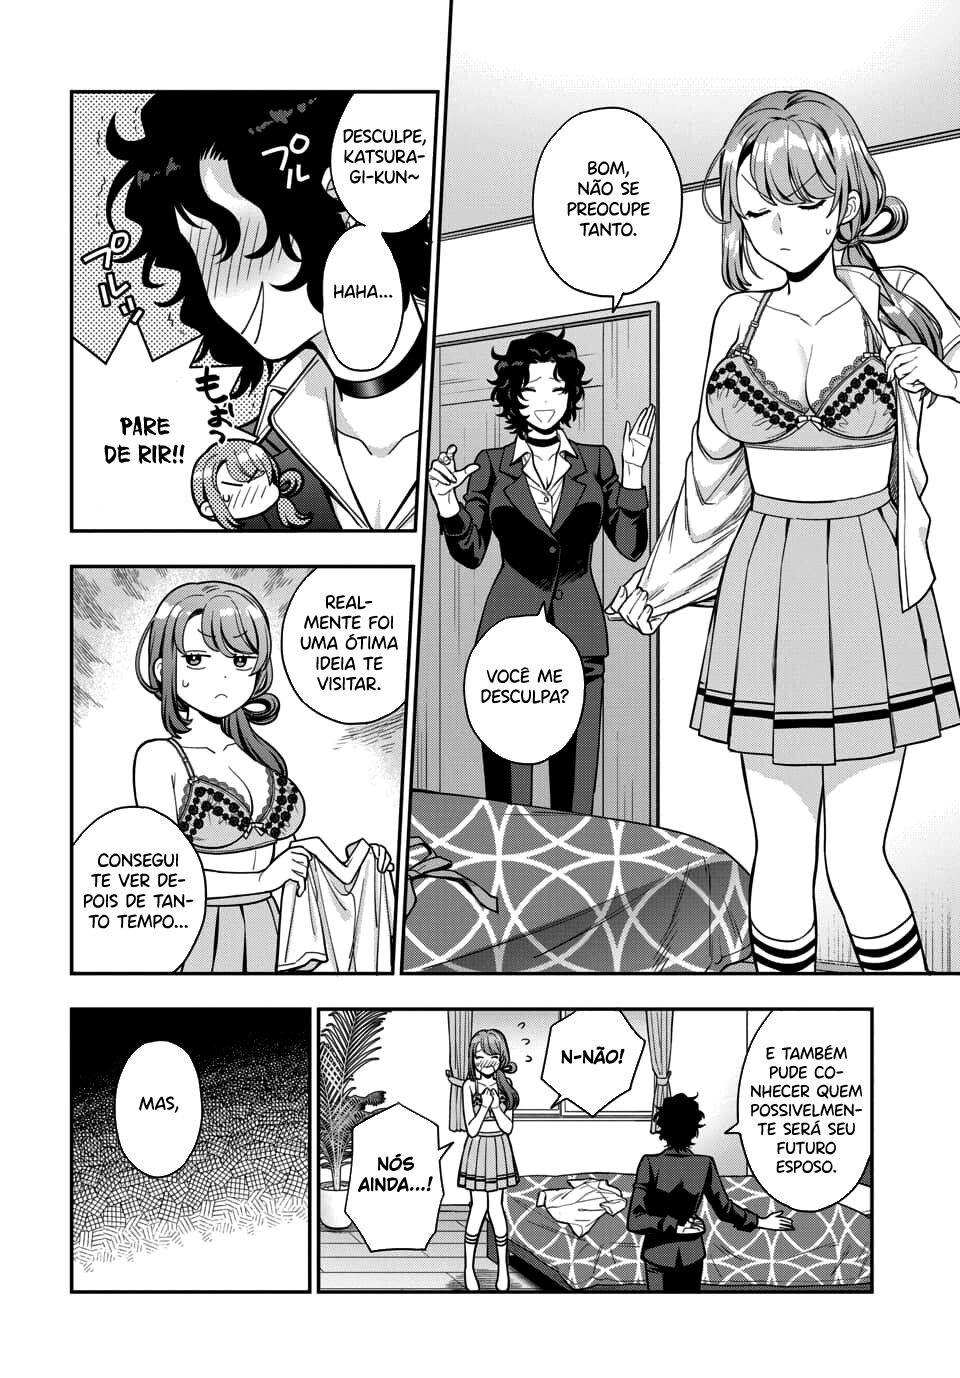 BOM,
NÃO SE
PREOCUPE
TANTO.
VOCÊ ME
DESCULPA?
DESCULPE,
KATSURA-
GI-KUN~
HAHA...
プル
プルッ
PARE
DE RIR!!
もおっ
REAL-
MENTE FOI
UMA ÓTIMA
IDEIA TE
VISITAR.
CONSEGUI
TE VER DE-
POIS DE TAN-
TO TEMPO...
E TAMBÉM
PUDE CO-
NHECER QUEM
POSSIVELMEN-
TE SERÁ SEU
FUTURO
ESPOSO.
N-NÃO!
NÓS
AINDA...!
MAS,